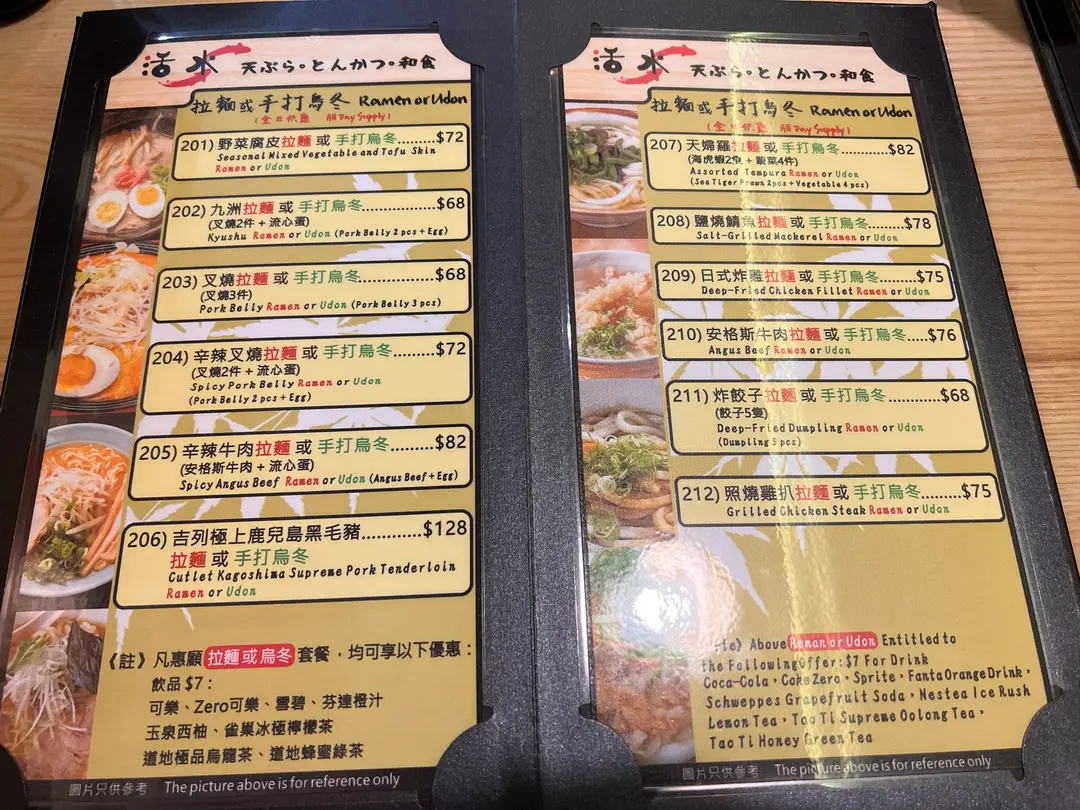 活水 天ぷら・とんかつ・和食
拉麵或手打烏冬 Ramen or Udon
(全日供應 All Day Supply)
201) 野菜腐皮拉麵 或 手打烏冬..........$72
Seasonal Mixed Vegetable and Tofu Skin
Ramen or Udon
202) 九洲拉麵 或 手打烏冬................$68
(叉燒2件 + 流心蛋)
Kyushu Ramen or Udon (Pork Belly 2 pcs + Egg)
203) 叉燒拉麵 或 手打烏冬................$68
(叉燒3件)
Pork Belly Ramen or Udon (Pork Belly 3 pcs)
204) 辛辣叉燒拉麵 或 手打烏冬.........$72
(叉燒2件 + 流心蛋)
Spicy Pork Belly Ramen or Udon
(Pork Belly 2 pcs + Egg)
205) 辛辣牛肉拉麵 或 手打烏冬.........$82
(安格斯牛肉 + 流心蛋)
Spicy Angus Beef Ramen or Udon (Angus Beef + Egg)
206) 吉列極上鹿兒島黑毛豬............$128
拉麵 或 手打烏冬
Cutlet Kagoshima Supreme Pork Tenderloin
Ramen or Udon
《註》凡惠顧 拉麵或烏冬 套餐，均可享以下優惠：
飲品 $7：
可樂、Zero可樂、雪碧、芬達橙汁
玉泉西柚、雀巢冰極檸檬茶
道地極品烏龍茶、道地蜂蜜綠茶
圖片只供參考 The picture above is for reference only
活水 天ぷら・とんかつ・和食
拉麵或手打烏冬 Ramen or Udon
(全日供應 All Day Supply)
207) 天婦羅拉麵 或 手打烏冬...........$82
(海虎蝦2隻 + 蔬菜4件)
Assorted Tempura Ramen or Udon
(Sea Tiger Prawn 2pcs + Vegetable 4 pcs)
208) 鹽燒鯖魚拉麵 或 手打烏冬........$78
Salt-Grilled Mackerel Ramen or Udon
209) 日式炸雞拉麵 或 手打烏冬..........$75
Deep-Fried Chicken Fillet Ramen or Udon
210) 安格斯牛肉拉麵 或 手打烏冬.....$76
Angus Beef Ramen or Udon
211) 炸餃子拉麵 或 手打烏冬.............$68
(餃子5隻)
Deep-Fried Dumpling Ramen or Udon
(Dumpling 5 pcs)
212) 照燒雞扒拉麵 或 手打烏冬.........$75
Grilled Chicken Steak Ramen or Udon
Above Reman or Udon Entitled to
the Following Offer: $7 For Drink
Coca-Cola，Coke Zero，Sprite，Fanta Orange Drink，
Schweppes Grapefruit Soda，Nestea Ice Rush
Lemon Tea，Tao Ti Supreme Oolong Tea，
Tao Ti Honey Green Tea
圖片只供參考 The picture above is for reference only